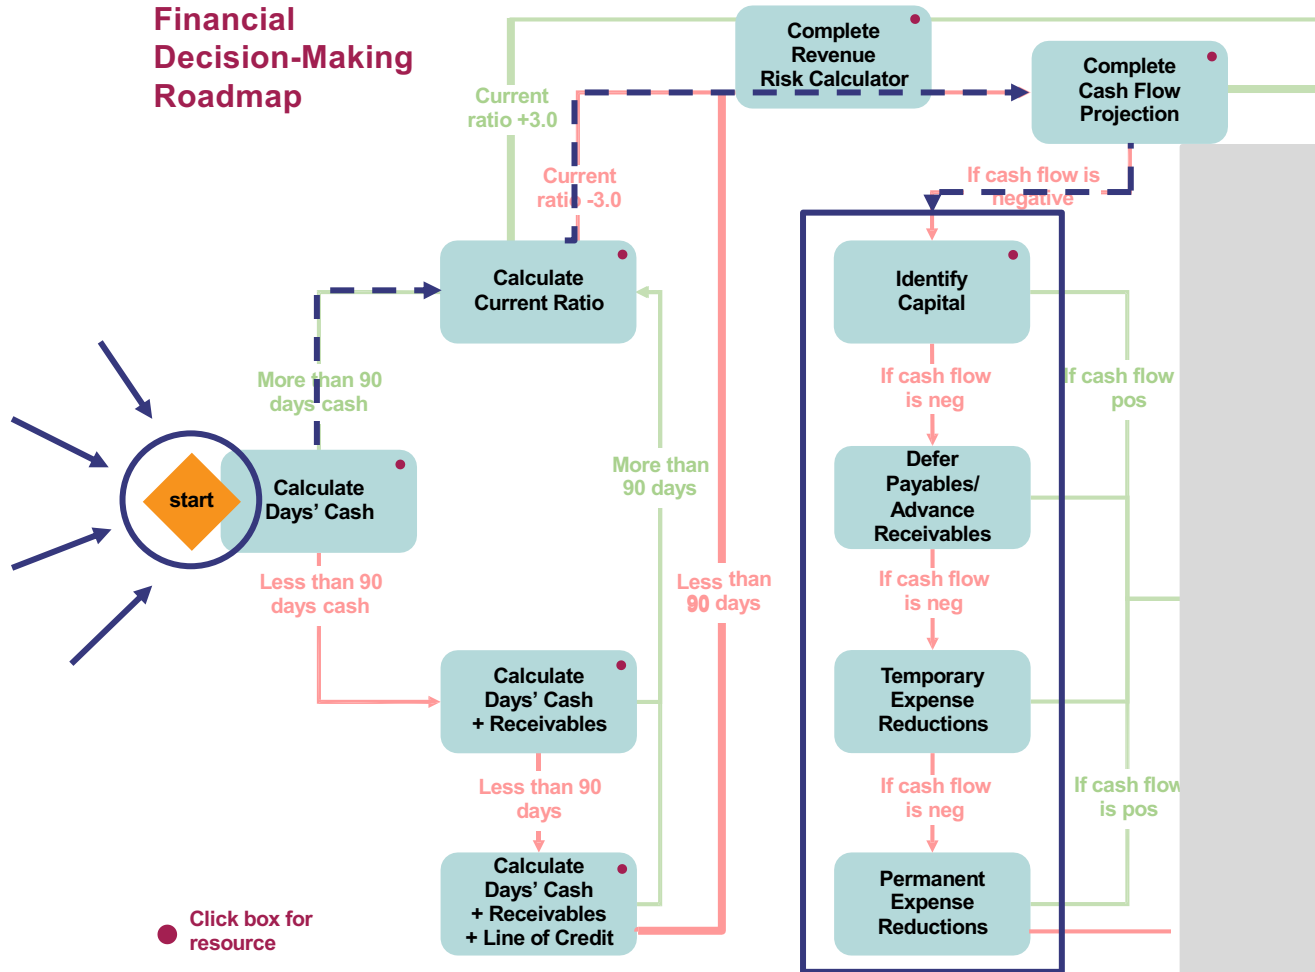 Financial
Decision-Making
Roadmap
Complete
Revenue
Risk Calculator
Complete
Cash Flow
Projection
Current
ratio +3.0
Current
ratio -3.0
If cash flow is
negative
Calculate
Current Ratio
Identify
Capital
More than 90
days cash
If cash flow
is neg
If cash flow
pos
start
Calculate
Days’ Cash
More than
90 days
Defer
Payables/
Advance
Receivables
Less than 90
days cash
Less than
90 days
If cash flow
is neg
Calculate
Days’ Cash
+ Receivables
Temporary
Expense
Reductions
Less than 90
days
If cash flow
is neg
If cash flow
is pos
Calculate
Days’ Cash
+ Receivables
+ Line of Credit
Permanent
Expense
Reductions
Click box for
resource